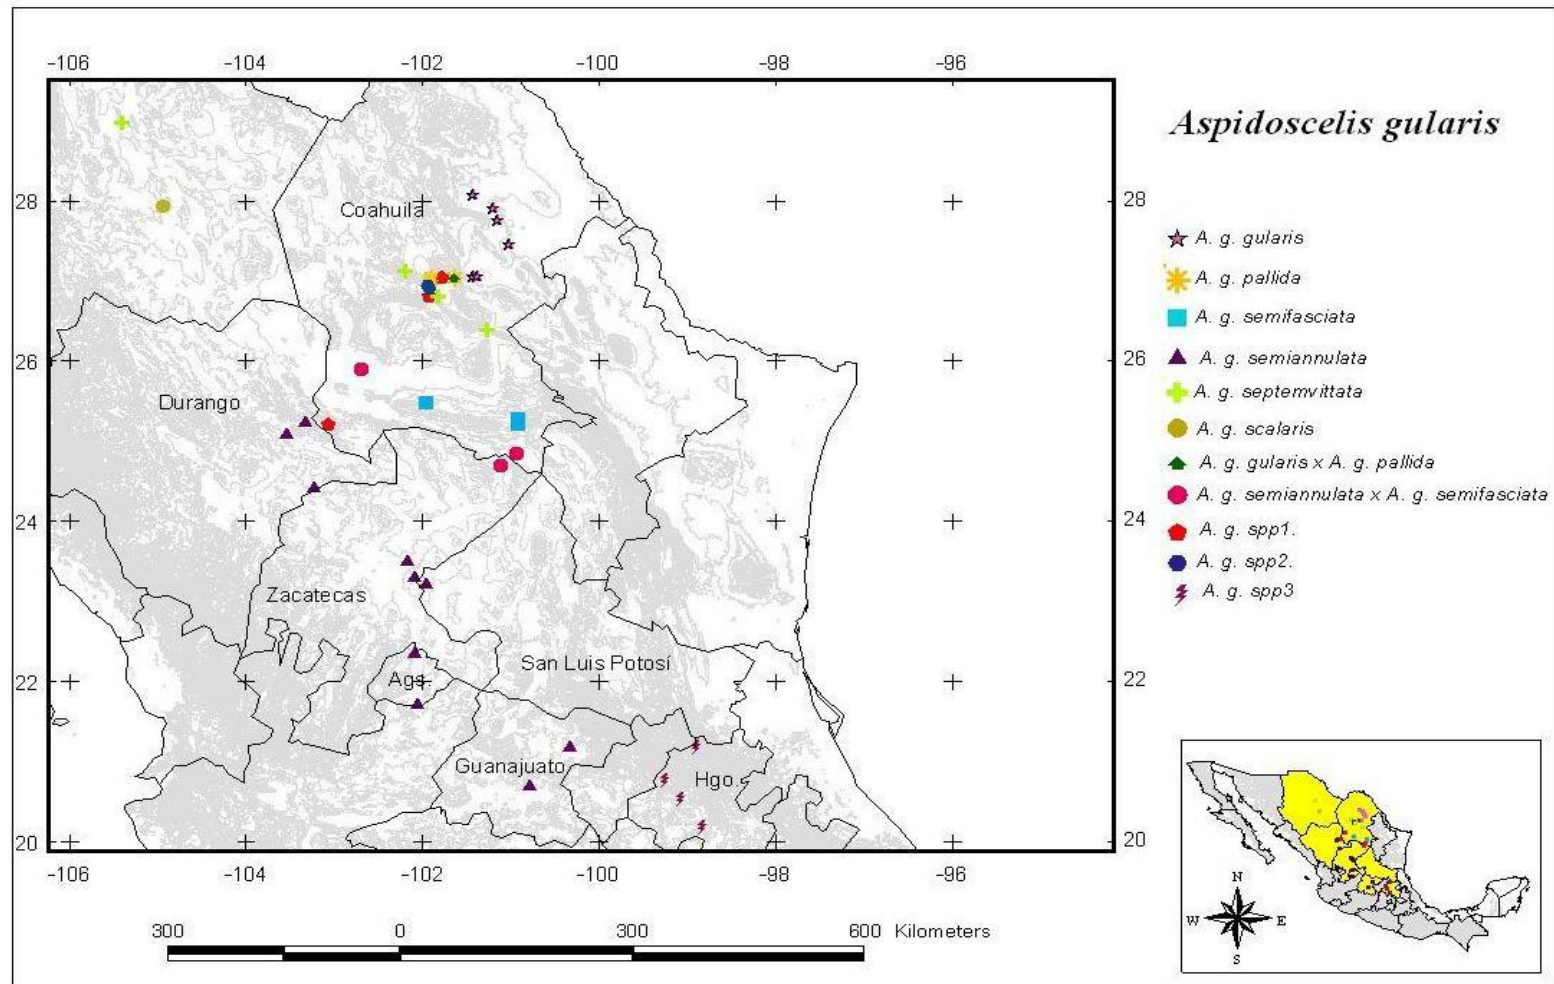 -106 -104 -102 -100 -98 -96
Aspidoscelis gularis
28 Coahuila 28
26 26
Durango
24 24
Zacatecas
San Luis Potosí
22 Ags. 22
Guanajuato Hgo.
20 20
-106 -104 -102 -100 -98 -96
300 0 300 600 Kilometers
A. g. gularis
A. g. pallida
A. g. semifasciata
A. g. semiannulata
A. g. septemvittata
A. g. scalaris
A. g. gularis x A. g. pallida
A. g. semiannulata x A. g. semifasciata
A. g. spp1.
A. g. spp2.
A. g. spp3
N
W E
S